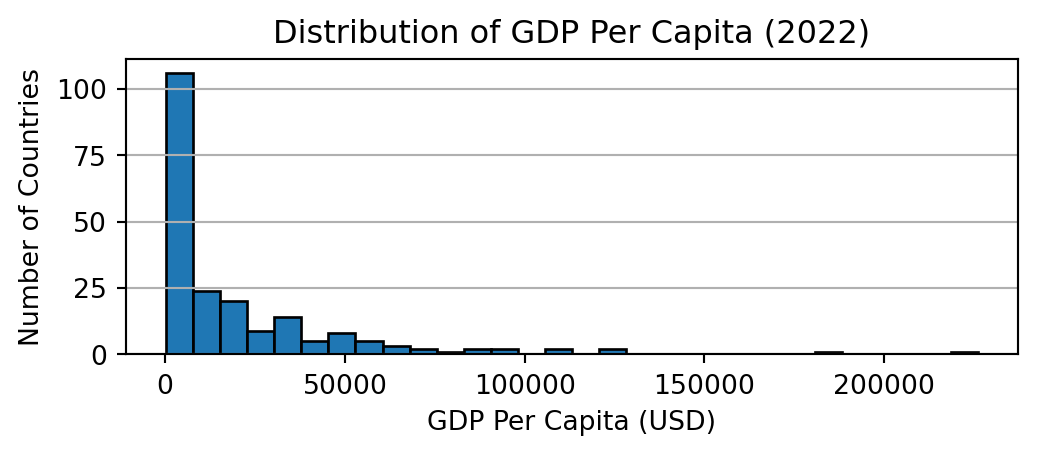 Distribution of GDP Per Capita (2022)
Number of Countries
100
75
50
25
0
0 50000 100000 150000 200000
GDP Per Capita (USD)